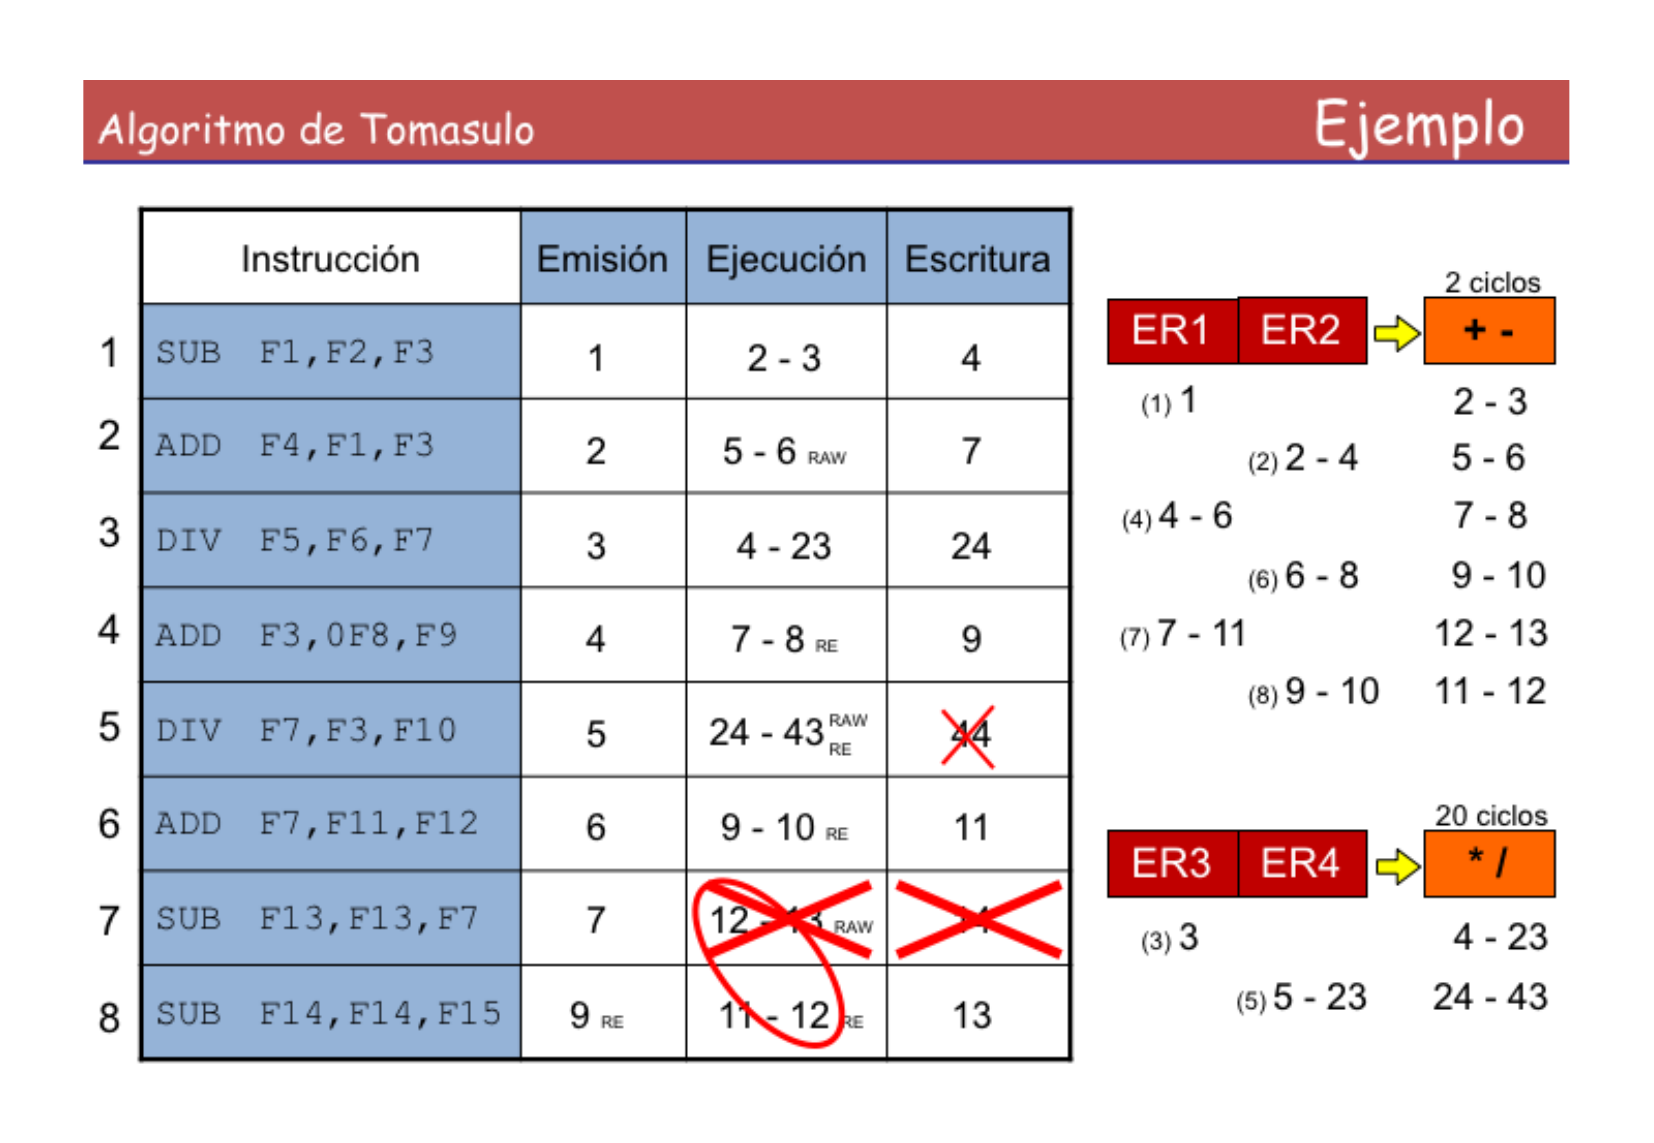 Algoritmo de Tomasulo Ejemplo
Instrucción Emisión Ejecución Escritura
1 SUB F1,F2,F3 1 2 - 3 4
2 ADD F4,F1,F3 2 5 - 6 RAW 7
3 DIV F5,F6,F7 3 4 - 23 24
4 ADD F3,0F8,F9 4 7 - 8 RE 9
5 DIV F7,F3,F10 5 24 - 43 RAW RE 44
6 ADD F7,F11,F12 6 9 - 10 RE 11
7 SUB F13,F13,F7 7 12 - 13 RAW 14
8 SUB F14,F14,F15 9 RE 11 - 12 RE 13
2 ciclos
ER1 ER2 + -
(1) 1 2 - 3
(2) 2 - 4 5 - 6
(4) 4 - 6 7 - 8
(6) 6 - 8 9 - 10
(7) 7 - 11 12 - 13
(8) 9 - 10 11 - 12
20 ciclos
ER3 ER4 * /
(3) 3 4 - 23
(5) 5 - 23 24 - 43